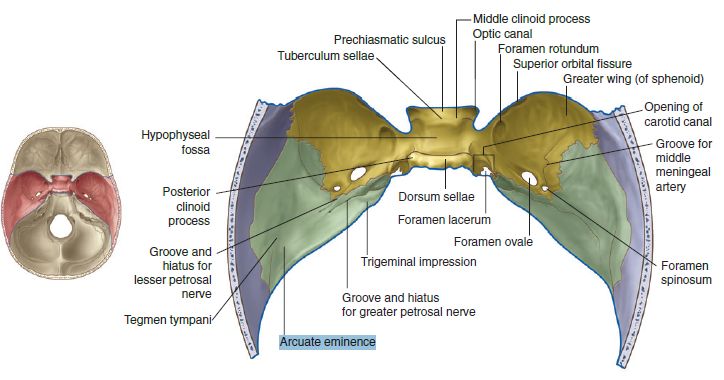 Middle clinoid process
Prechiasmatic sulcus
Optic canal
Tuberculum sellae
Foramen rotundum
Superior orbital fissure
Greater wing (of sphenoid)
Opening of
carotid canal
Hypophyseal
fossa
Groove for
middle
meningeal
artery
Posterior
clinoid
process
Dorsum sellae
Foramen lacerum
Foramen ovale
Groove and
hiatus for
lesser petrosal
nerve
Trigeminal impression
Foramen
spinosum
Groove and hiatus
for greater petrosal nerve
Tegmen tympani
Arcuate eminence